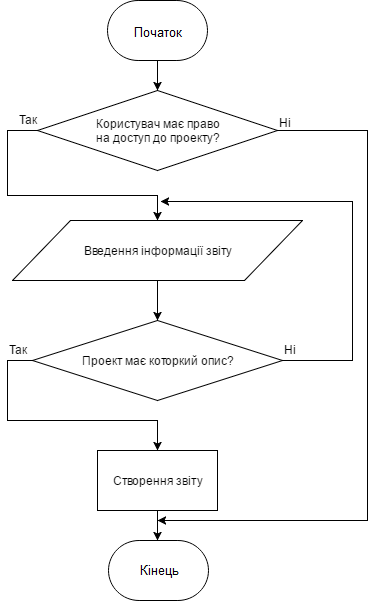 Початок
Користувач має право
на доступ до проекту?
Так
Ні
Введення інформації звіту
Проект має которкий опис?
Так
Ні
Створення звіту
Кінець